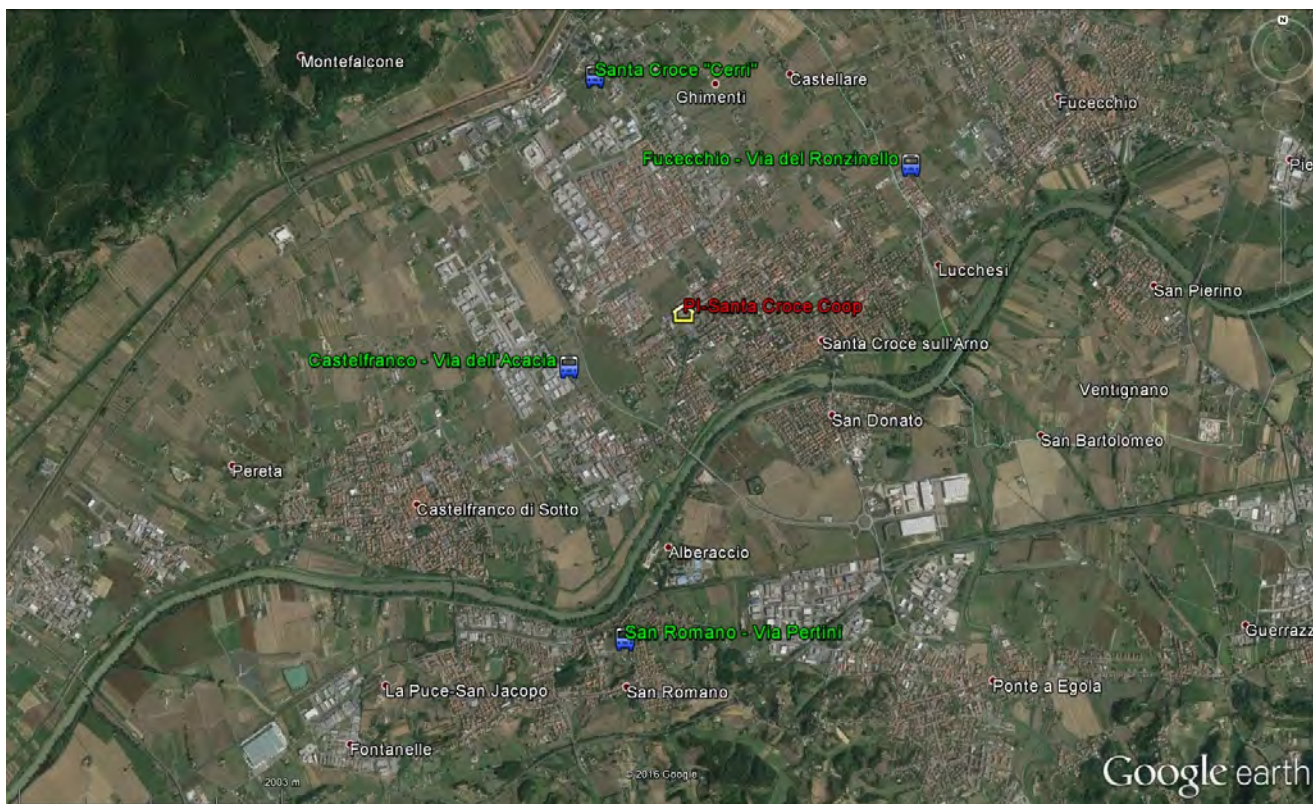 N
Montefalcone
Santa Croce "Cerri"
Castellare
Ghimenti
Fucecchio
Fucecchio - Via del Ronzinello
Pie
Lucchesi
San Pierino
PI-Santa Croce Coop
Santa Croce sull'Arno
Castelfranco - Via dell'Acacia
Ventignano
San Donato
San Bartolomeo
Pereta
Castelfranco di Sotto
Alberaccio
San Romano - Via Pertini
Guerrazz
La Puce-San Jacopo
San Romano
Ponte a Egola
Fontanelle
2003 m
© 2016 Google
Google earth